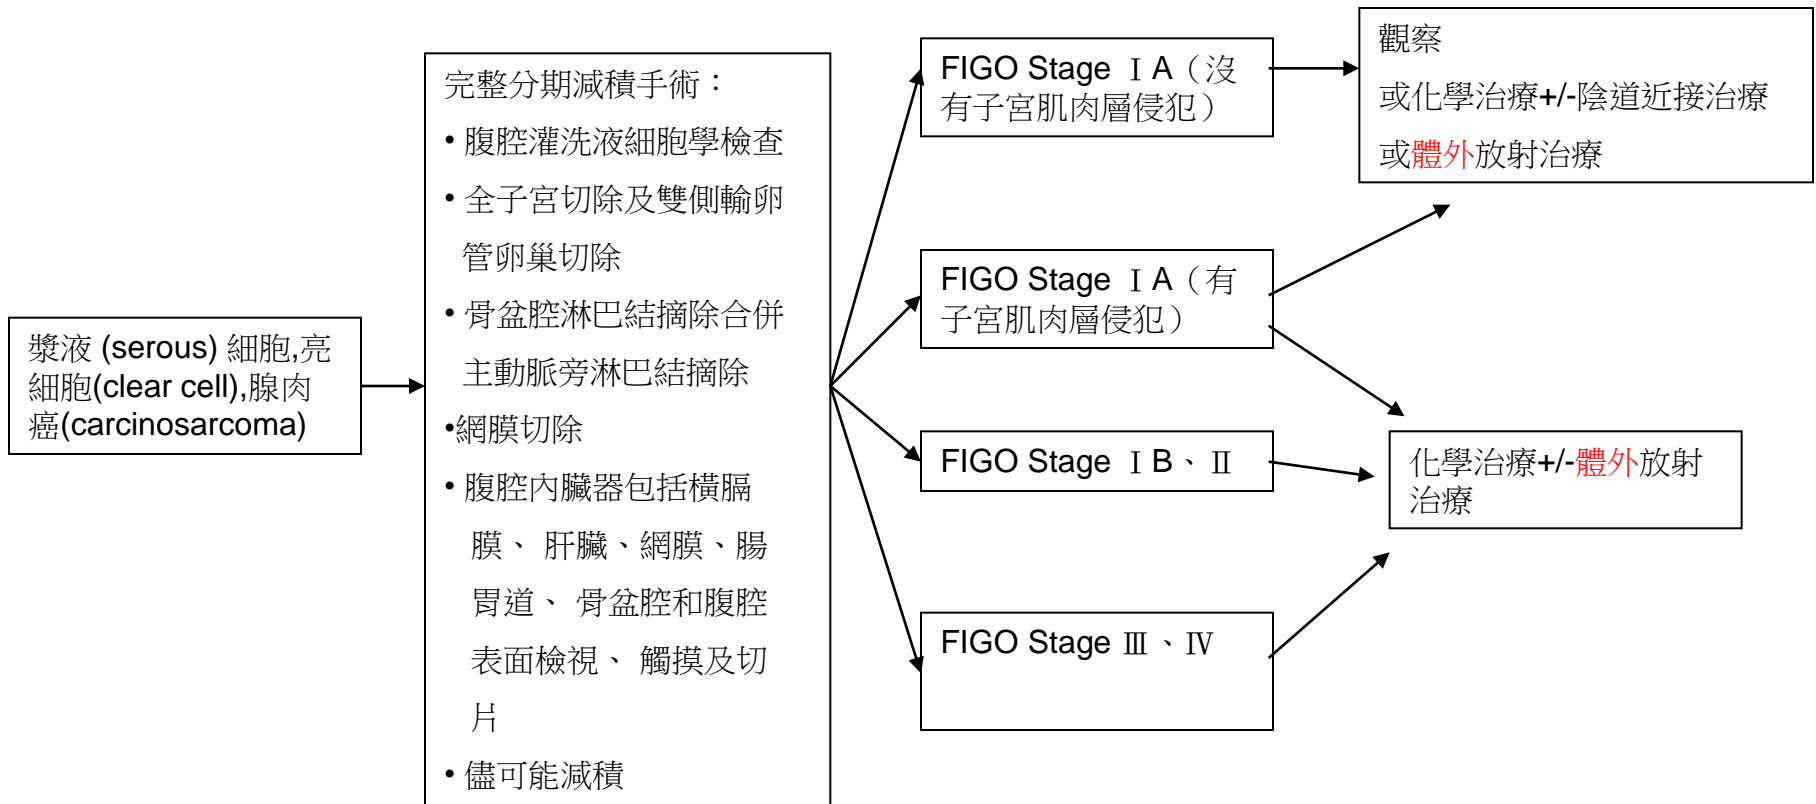 漿液 (serous) 細胞,亮
細胞(clear cell),腺肉
癌(carcinosarcoma)
完整分期減積手術：
• 腹腔灌洗液細胞學檢查
• 全子宮切除及雙側輸卵
管卵巢切除
• 骨盆腔淋巴結摘除合併
主動脈旁淋巴結摘除
•網膜切除
• 腹腔內臟器包括橫膈
膜、 肝臟、網膜、腸
胃道、 骨盆腔和腹腔
表面檢視、 觸摸及切
片
• 儘可能減積
FIGO Stage ⅠA（沒
有子宮肌肉層侵犯）
FIGO Stage ⅠA（有
子宮肌肉層侵犯）
FIGO Stage ⅠB、Ⅱ
FIGO Stage Ⅲ、Ⅳ
觀察
或化學治療+/-陰道近接治療
或體外放射治療
化學治療+/-體外放射
治療